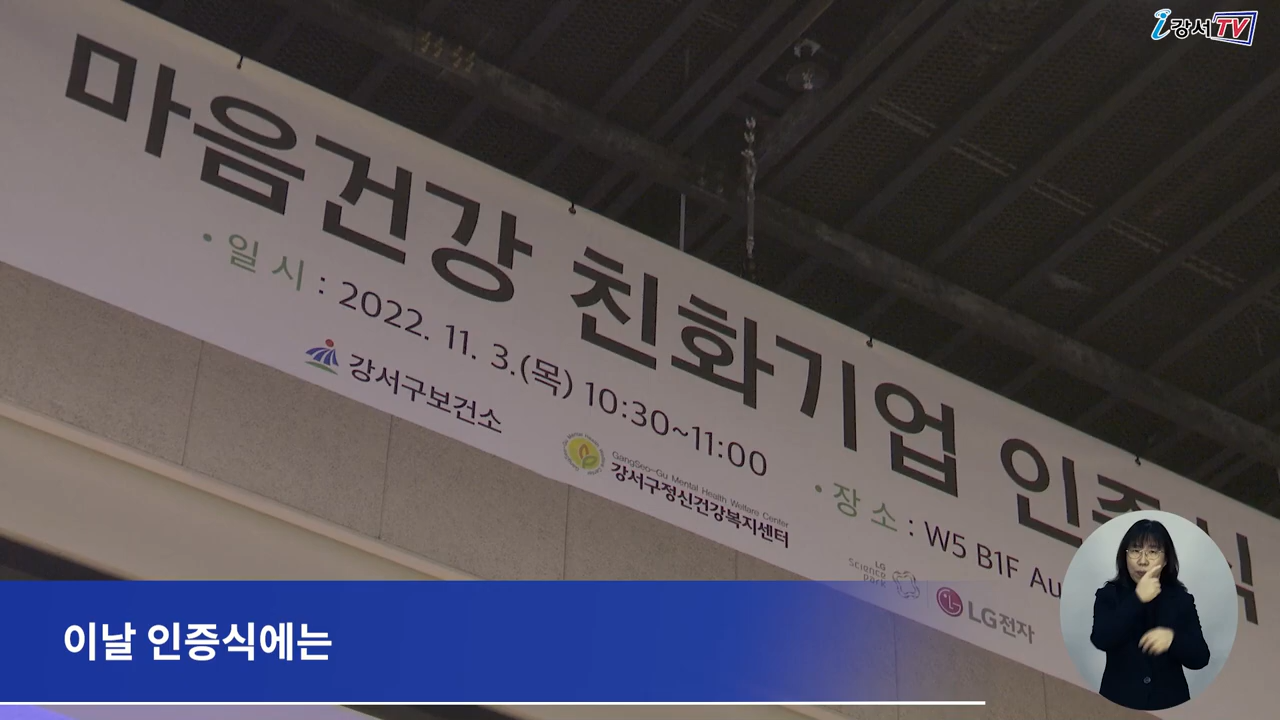 i강서TV
마음건강 친화기업 인증식
• 일 시 : 2022. 11. 3.(목) 10:30~11:00
• 장 소 : W5 B1F Au
강서구보건소
GangSeo-Gu Mental Health Welfare Center
강서구정신건강복지센터
LG
Science
Park
LG전자
이날 인증식에는